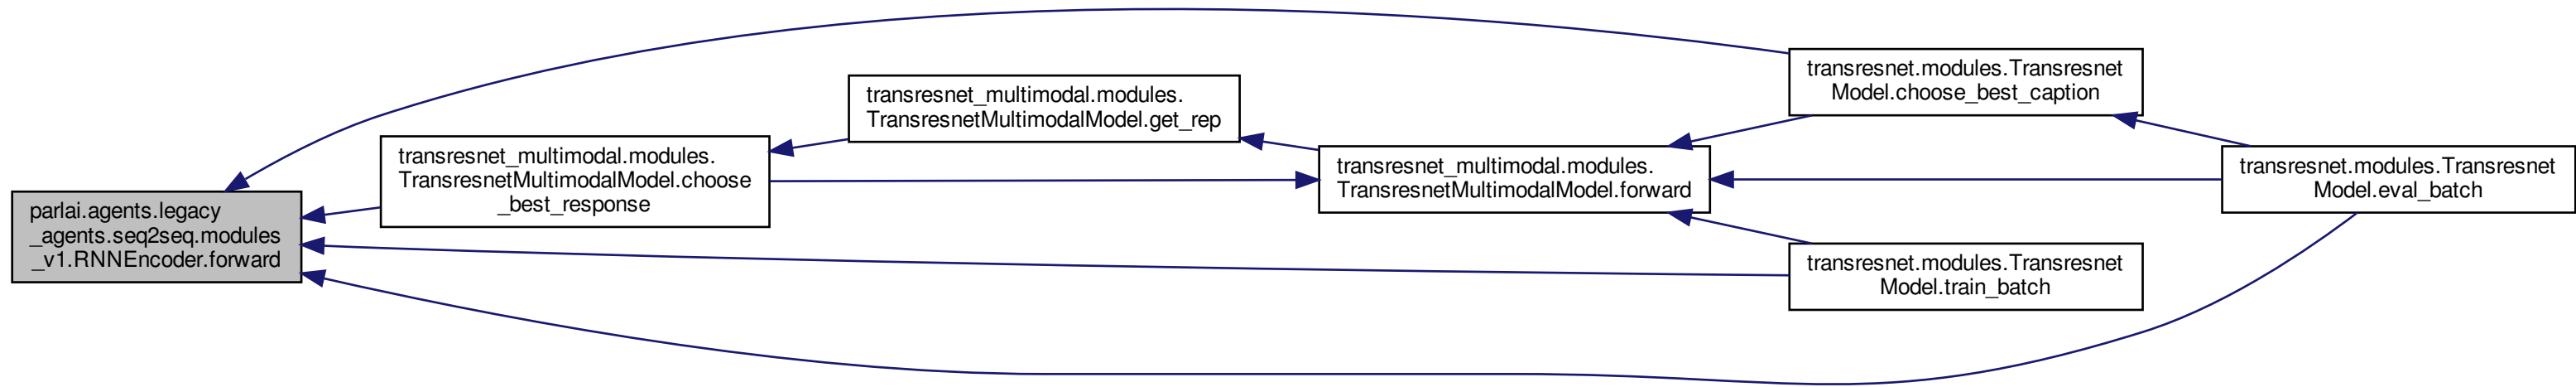 parlai.agents.legacy
_agents.seq2seq.modules
_v1.RNNEncoder.forward
transresnet_multimodal.modules.
TransresnetMultimodalModel.choose
_best_response
transresnet_multimodal.modules.
TransresnetMultimodalModel.get_rep
transresnet_multimodal.modules.
TransresnetMultimodalModel.forward
transresnet.modules.Transresnet
Model.choose_best_caption
transresnet.modules.Transresnet
Model.eval_batch
transresnet.modules.Transresnet
Model.train_batch